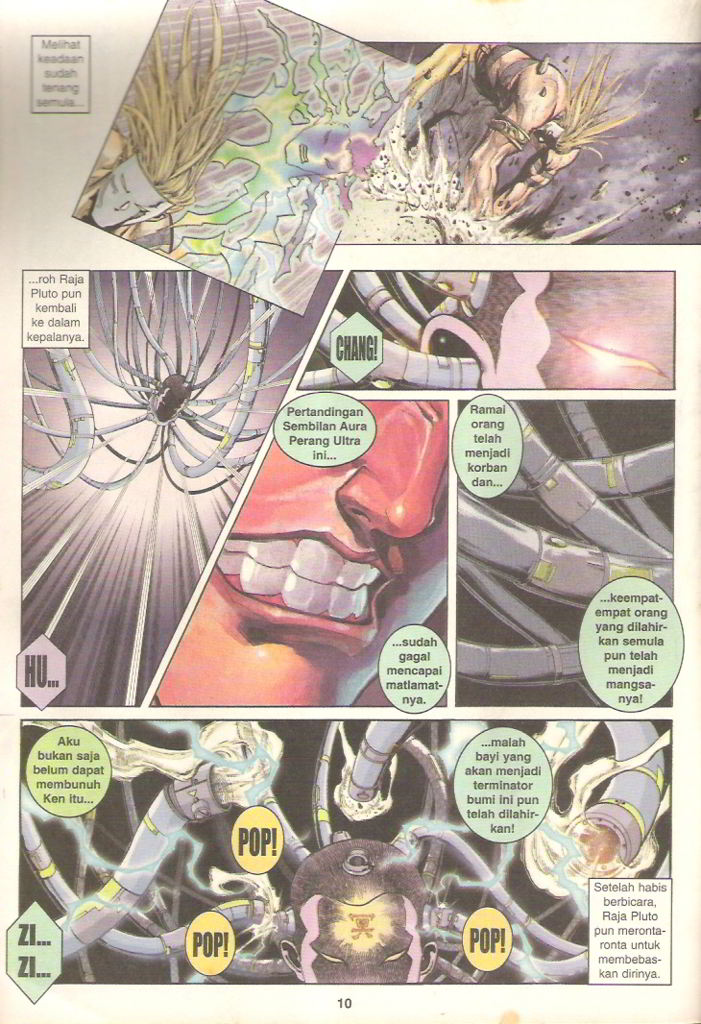 Melihat
keadaan
sudah
tenang
semula...
...roh Raja
Pluto pun
kembali
ke dalam
kepalanya.
CHANG!
Pertandingan
Sembilan Aura
Perang Ultra
ini...
Ramai
orang
telah
menjadi
korban
dan...
...keempat-
empat orang
yang dilahir-
kan semula
pun telah
menjadi
mangsa-
nya!
...sudah
gagal
mencapai
matlamat-
nya.
HU...
Aku
bukan saja
belum dapat
membunuh
Ken itu...
...malah
bayi yang
akan menjadi
terminator
bumi ini pun
telah dilahir-
kan!
POP!
POP!
POP!
ZI...
ZI...
Setelah habis
berbicara,
Raja Pluto
pun meronta-
ronta untuk
membebas-
kan dirinya.
10